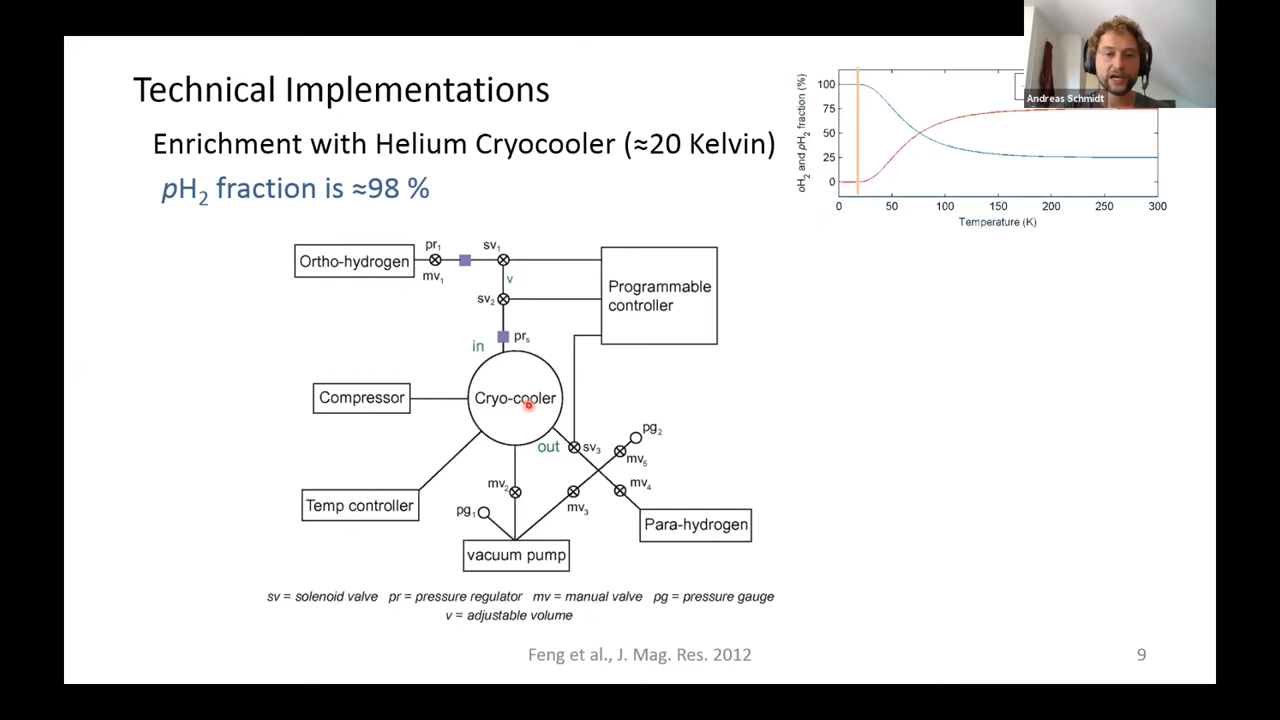 Technical Implementations
Enrichment with Helium Cryocooler (≈20 Kelvin)
pH₂ fraction is ≈98 %
Andreas Schmidt
oH₂ and pH₂ fraction (%)
100
75
50
25
0
0 50 100 150 200 250 300
Temperature (K)
Ortho-hydrogen
pr₁
mv₁
sv₁
v
sv₂
prₛ
in
Programmable
controller
Compressor
Cryo-cooler
out
sv₃
pg₂
mv₅
mv₄
Temp controller
mv₂
pg₁
mv₃
Para-hydrogen
vacuum pump
sv = solenoid valve pr = pressure regulator mv = manual valve pg = pressure gauge
v = adjustable volume
Feng et al., J. Mag. Res. 2012
9